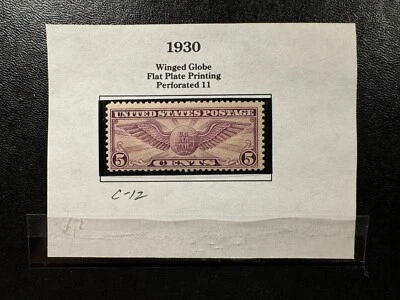 1930
Winged Globe
Flat Plate Printing
Perforated 11
UNITED STATES POSTAGE
5 CENTS 5
C-12